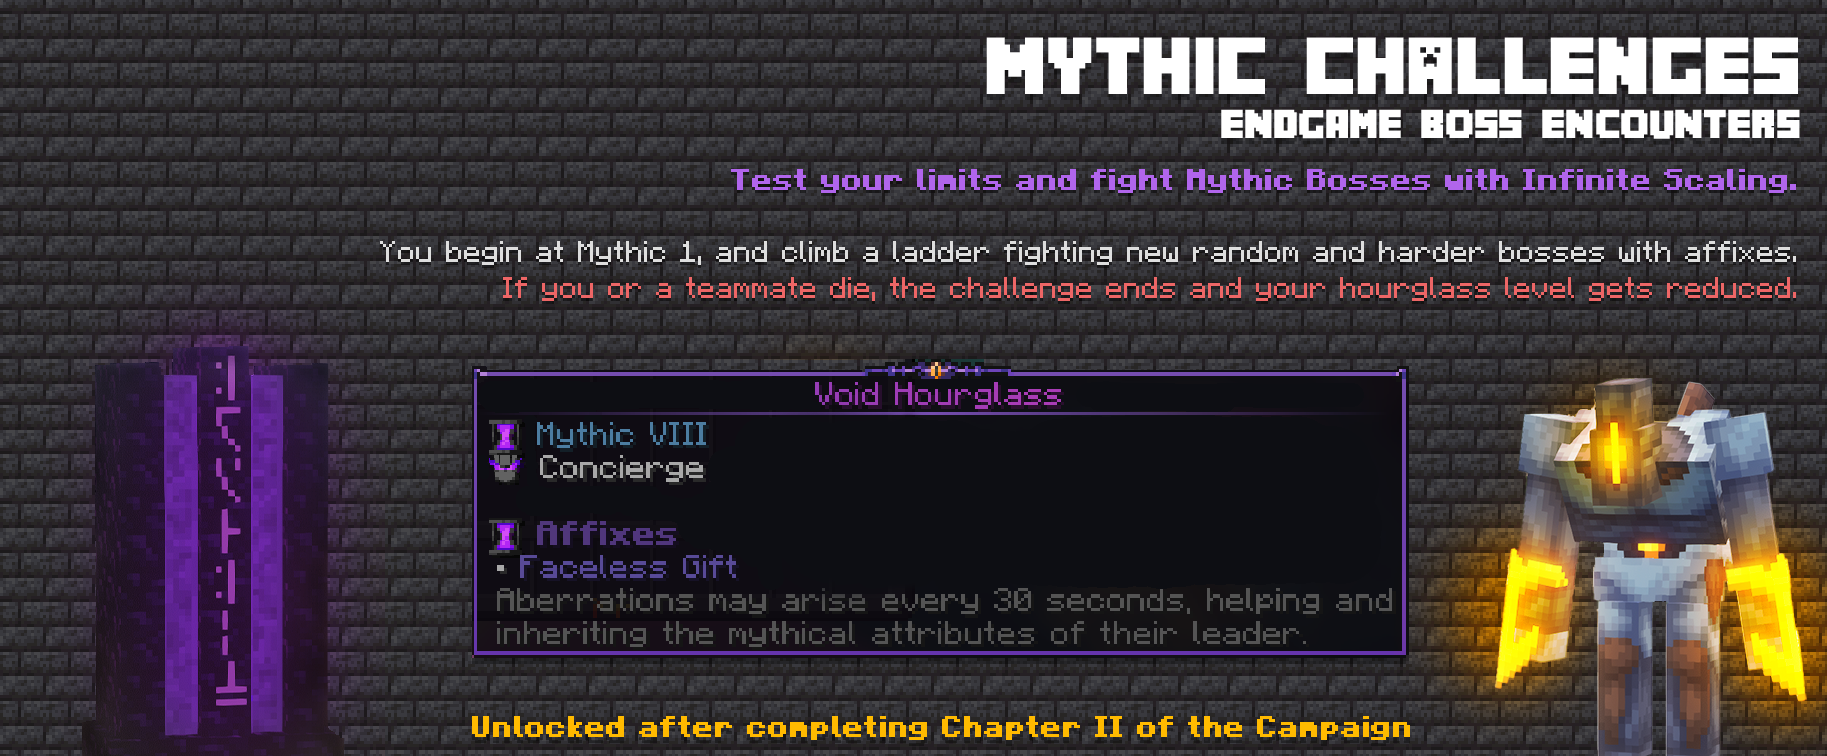 MYTHIC CHALLENGES
ENDGAME BOSS ENCOUNTERS
Test your limits and fight Mythic Bosses with Infinite Scaling.
You begin at Mythic 1, and climb a ladder fighting new random and harder bosses with affixes.
If you or a teammate die, the challenge ends and your hourglass level gets reduced.
Void Hourglass
Mythic VIII
Concierge
Affixes
• Faceless Gift
Aberrations may arise every 30 seconds, helping and
inheriting the mythical attributes of their leader.
Unlocked after completing Chapter II of the Campaign